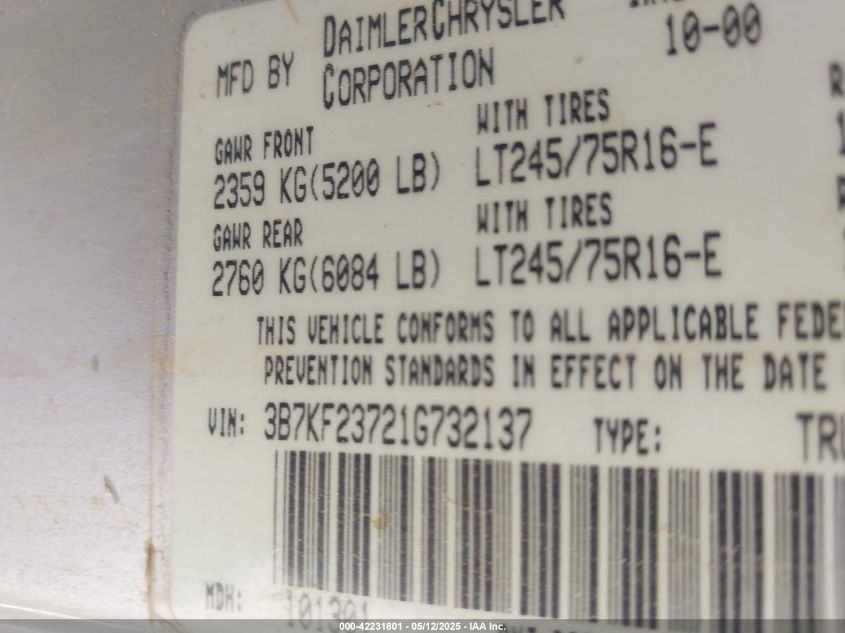 MFD BY DAIMLERCHRYSLER CORPORATION
10-00
GAWR FRONT WITH TIRES
2359 KG(5200 LB) LT245/75R16-E
GAWR REAR WITH TIRES
2760 KG(6084 LB) LT245/75R16-E
THIS VEHICLE CONFORMS TO ALL APPLICABLE FEDE
PREVENTION STANDARDS IN EFFECT ON THE DATE
VIN: 3B7KF23721G732137 TYPE: TRU
MDH: 101301
000-42231801 - 05/12/2025 - IAA Inc.